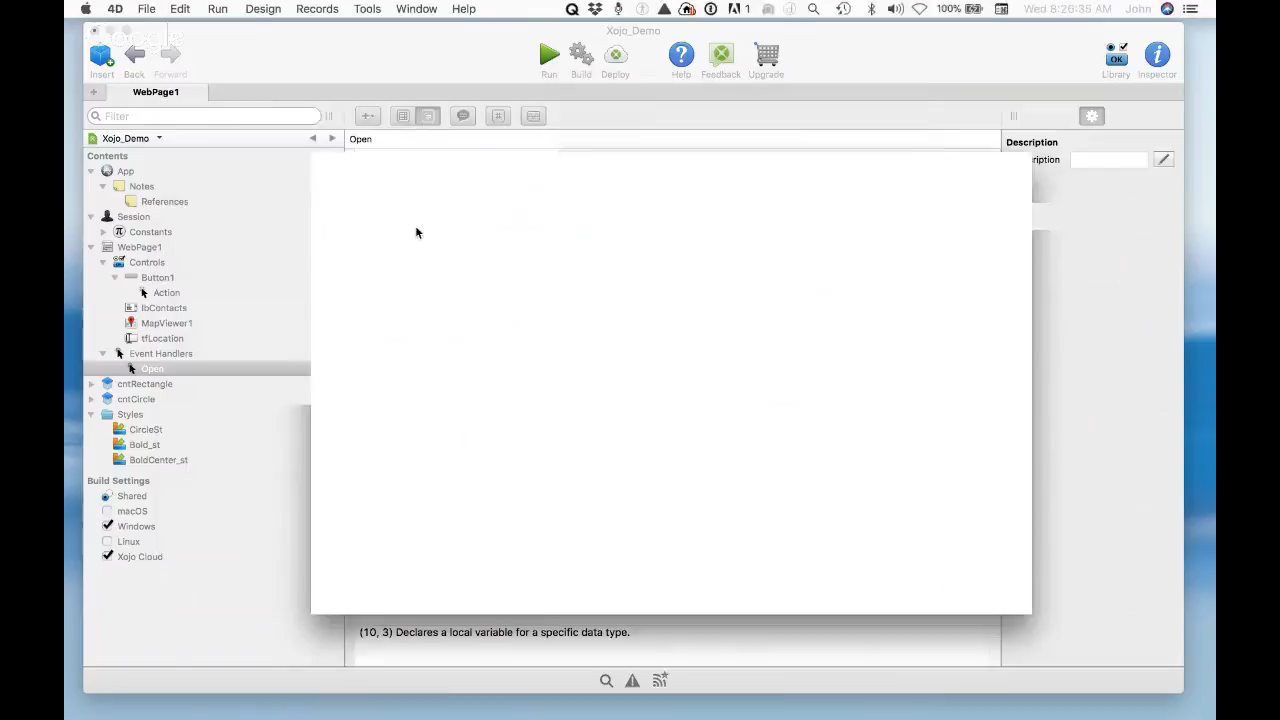 4D File Edit Run Design Records Tools Window Help 1 100% Wed 8:26:35 AM John
Xojo_Demo
Insert Back Forward Run Build Deploy Help Feedback Upgrade Library Inspector
WebPage1
Filter
Xojo_Demo
Open
Description
ription
Contents
App
Notes
References
Session
Constants
WebPage1
Controls
Button1
Action
lbContacts
MapViewer1
tfLocation
Event Handlers
Open
cntRectangle
cntCircle
Styles
CircleSt
Bold_st
BoldCenter_st
Build Settings
Shared
macOS
Windows
Linux
Xojo Cloud
(10, 3) Declares a local variable for a specific data type.